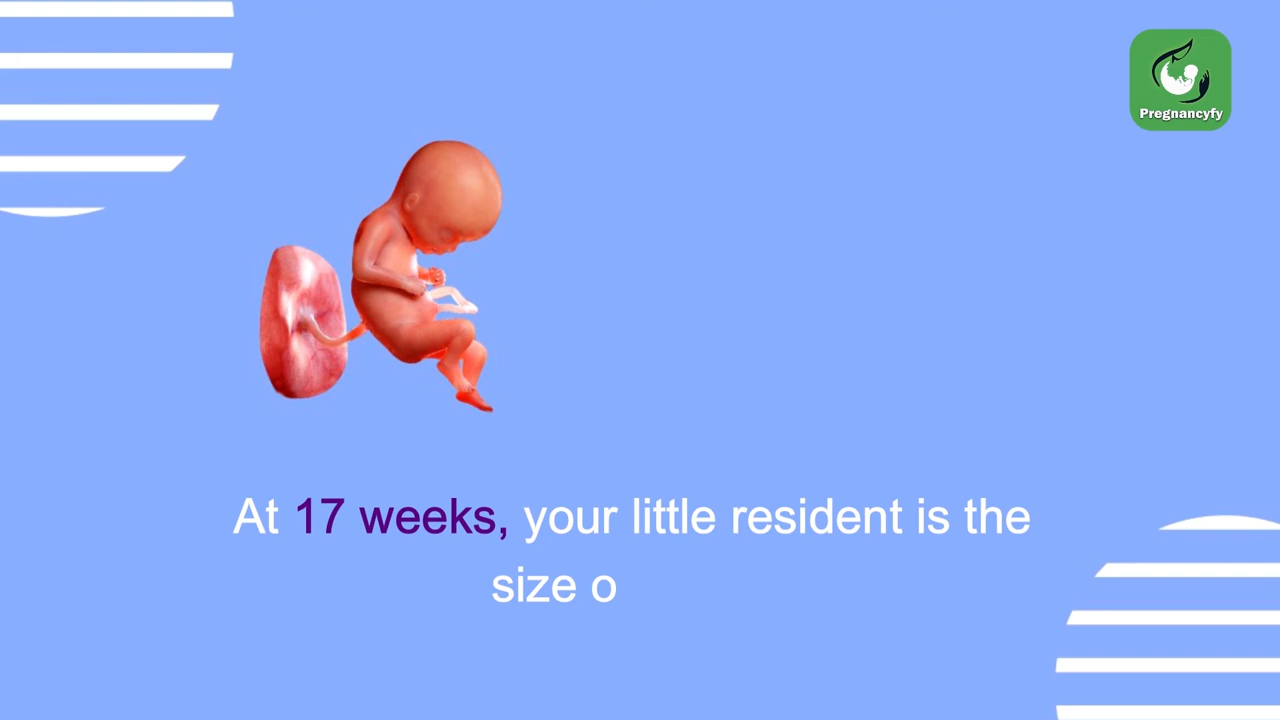 Pregnancyfy
At 17 weeks, your little resident is the
size o